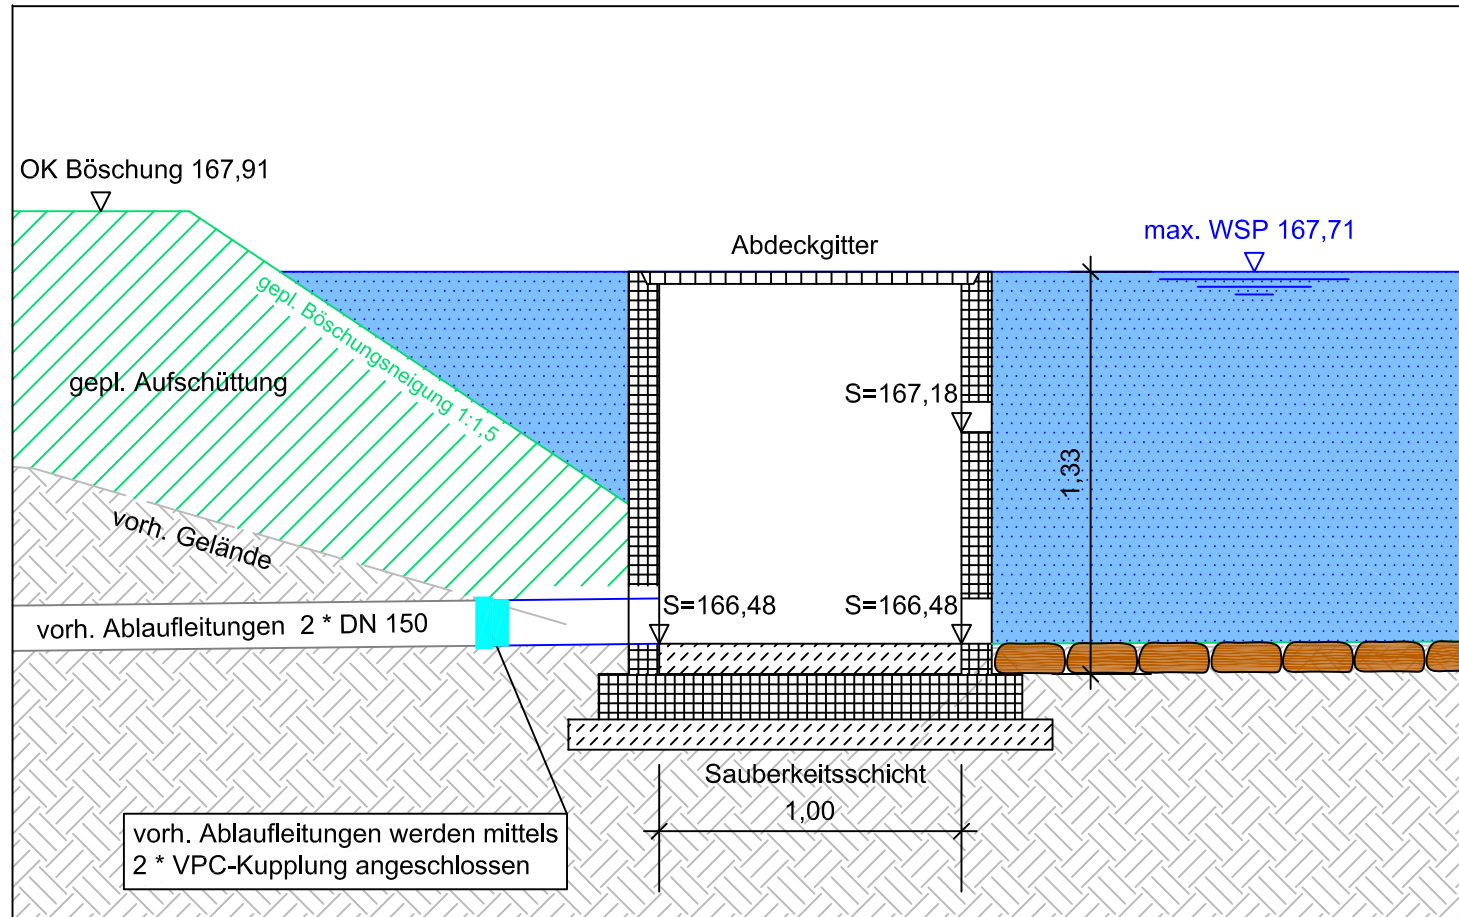 OK Böschung 167,91
Abdeckgitter
max. WSP 167,71
gepl. Böschungsneigung 1:1,5
gepl. Aufschüttung
S=167,18
1,33
vorh. Gelände
S=166,48
S=166,48
vorh. Ablaufleitungen 2 * DN 150
Sauberkeitsschicht
1,00
vorh. Ablaufleitungen werden mittels
2 * VPC-Kupplung angeschlossen